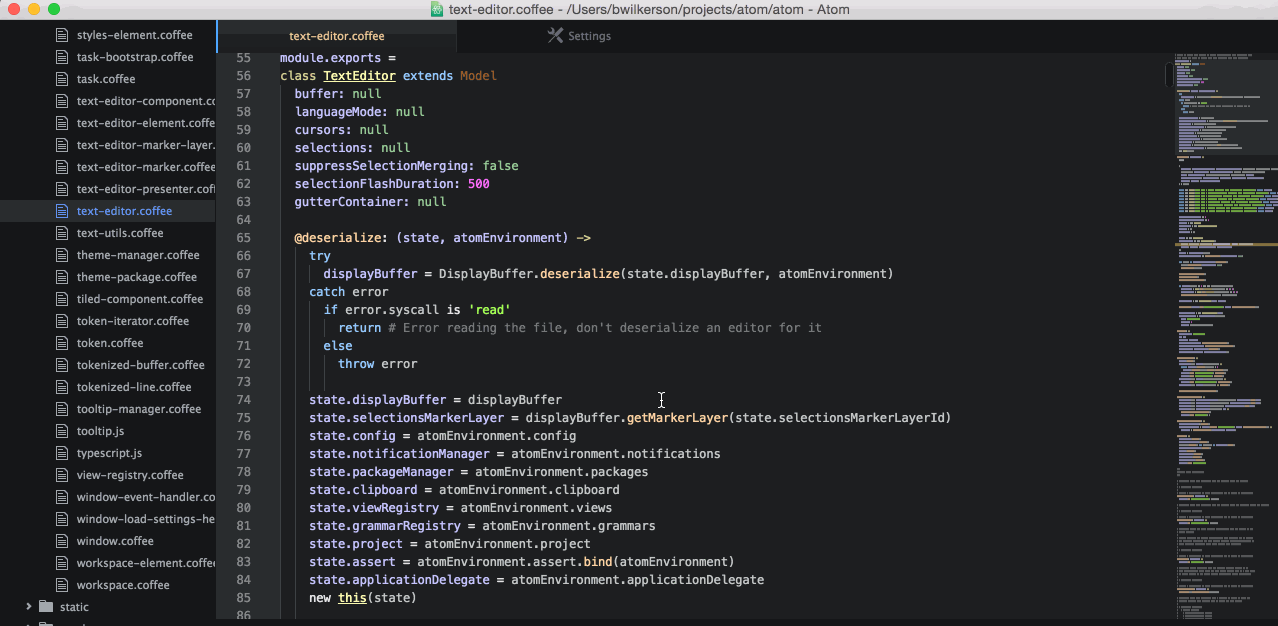 text-editor.coffee - /Users/bwilkerson/projects/atom/atom - Atom
styles-element.coffee
task-bootstrap.coffee
task.coffee
text-editor-component.co
text-editor-element.coffe
text-editor-marker-layer.
text-editor-marker.coffee
text-editor-presenter.coff
text-editor.coffee
text-utils.coffee
theme-manager.coffee
theme-package.coffee
tiled-component.coffee
token-iterator.coffee
token.coffee
tokenized-buffer.coffee
tokenized-line.coffee
tooltip-manager.coffee
tooltip.js
typescript.js
view-registry.coffee
window-event-handler.co
window-load-settings-he
window.coffee
workspace-element.coffee
workspace.coffee
static
text-editor.coffee
Settings
55 module.exports =
56 class TextEditor extends Model
57 buffer: null
58 languageMode: null
59 cursors: null
60 selections: null
61 suppressSelectionMerging: false
62 selectionFlashDuration: 500
63 gutterContainer: null
64
65 @deserialize: (state, atomEnvironment) ->
66 try
67 displayBuffer = DisplayBuffer.deserialize(state.displayBuffer, atomEnvironment)
68 catch error
69 if error.syscall is 'read'
70 return # Error reading the file, don't deserialize an editor for it
71 else
72 throw error
73
74 state.displayBuffer = displayBuffer
75 state.selectionsMarkerLayer = displayBuffer.getMarkerLayer(state.selectionsMarkerLayerId)
76 state.config = atomEnvironment.config
77 state.notificationManager = atomEnvironment.notifications
78 state.packageManager = atomEnvironment.packages
79 state.clipboard = atomEnvironment.clipboard
80 state.viewRegistry = atomEnvironment.views
81 state.grammarRegistry = atomEnvironment.grammars
82 state.project = atomEnvironment.project
83 state.assert = atomEnvironment.assert.bind(atomEnvironment)
84 state.applicationDelegate = atomEnvironment.applicationDelegate
85 new this(state)
86